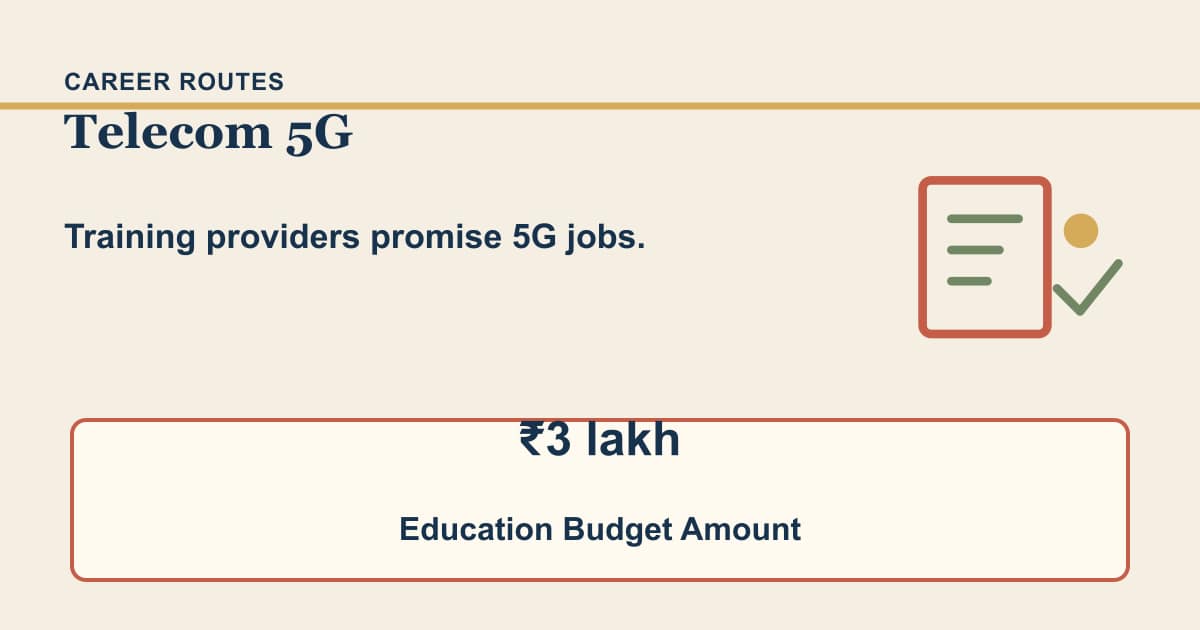 CAREER ROUTES
Telecom 5G
Training providers promise 5G jobs.
₹3 lakh
Education Budget Amount